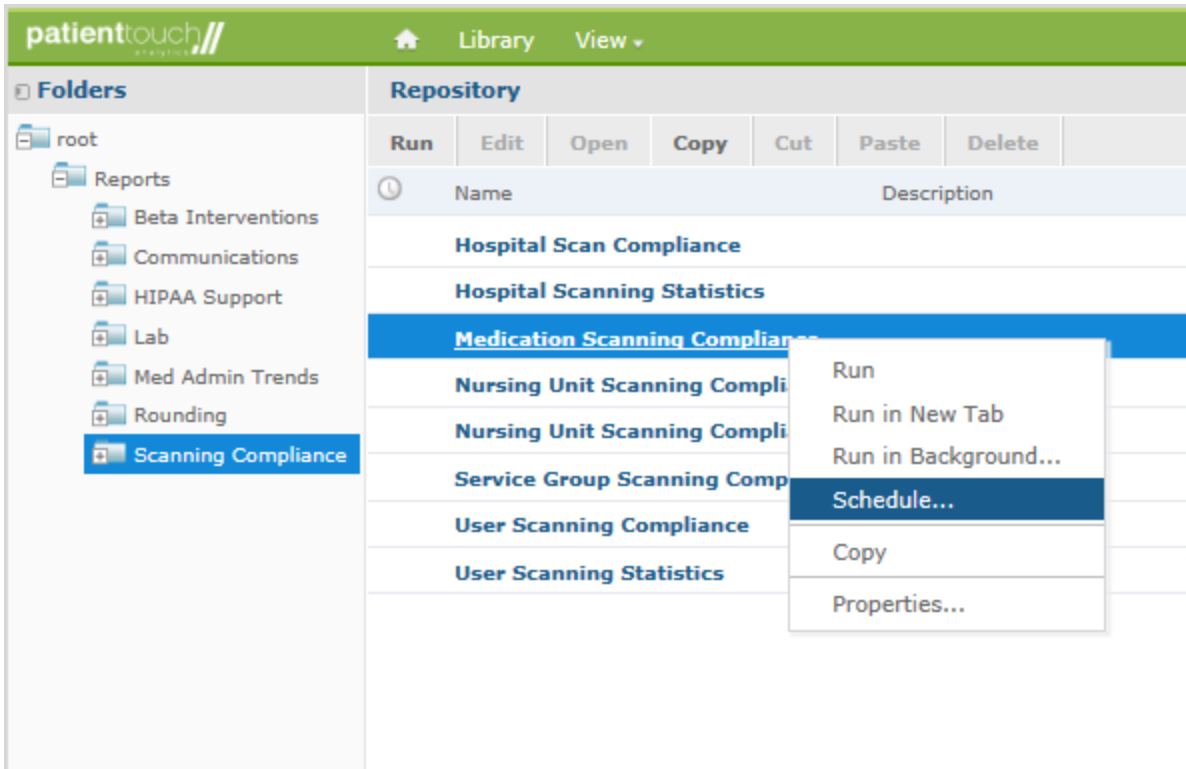 patienttouch//
analytics
Library View
Folders
root
Reports
Beta Interventions
Communications
HIPAA Support
Lab
Med Admin Trends
Rounding
Scanning Compliance
Repository
Run Edit Open Copy Cut Paste Delete
Name Description
Hospital Scan Compliance
Hospital Scanning Statistics
Medication Scanning Compliance
Nursing Unit Scanning Compli
Nursing Unit Scanning Compli
Service Group Scanning Comp
User Scanning Compliance
User Scanning Statistics
Run
Run in New Tab
Run in Background...
Schedule...
Copy
Properties...